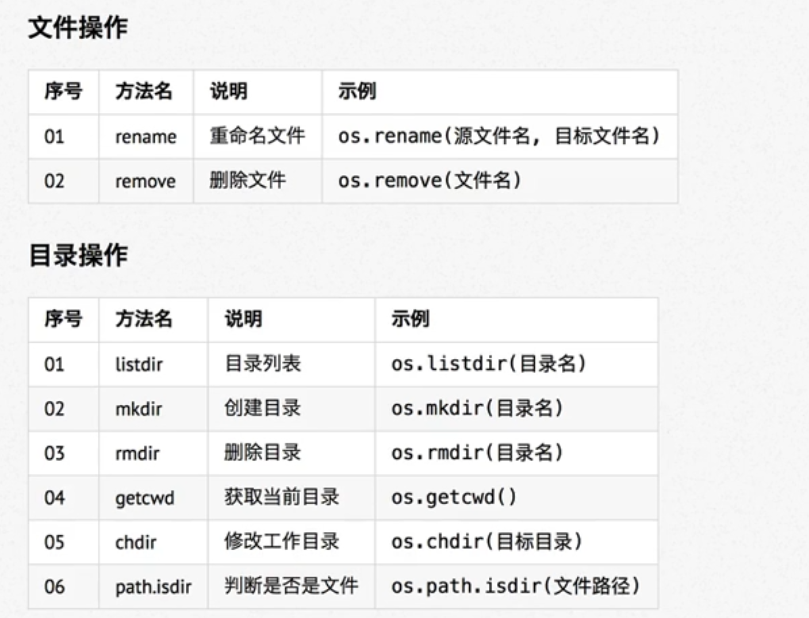 文件操作
序号 方法名 说明 示例
01 rename 重命名文件 os.rename(源文件名, 目标文件名)
02 remove 删除文件 os.remove(文件名)
目录操作
序号 方法名 说明 示例
01 listdir 目录列表 os.listdir(目录名)
02 mkdir 创建目录 os.mkdir(目录名)
03 rmdir 删除目录 os.rmdir(目录名)
04 getcwd 获取当前目录 os.getcwd()
05 chdir 修改工作目录 os.chdir(目标目录)
06 path.isdir 判断是否是文件 os.path.isdir(文件路径)